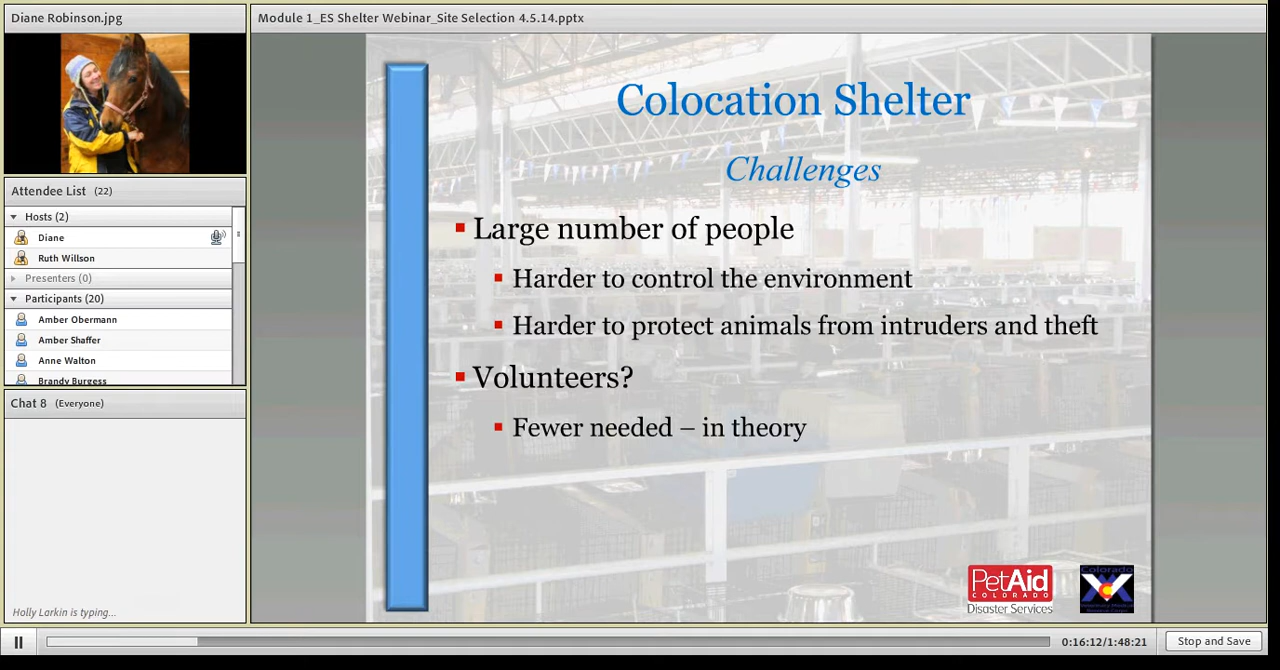 Diane Robinson.jpg
Module 1_ES Shelter Webinar_Site Selection 4.5.14.pptx
Attendee List (22)
Hosts (2)
Diane
Ruth Willson
Presenters (0)
Participants (20)
Amber Obermann
Amber Shaffer
Anne Walton
Brandy Burgess
Chat 8 (Everyone)
Holly Larkin is typing...
Colocation Shelter
Challenges
Large number of people
Harder to control the environment
Harder to protect animals from intruders and theft
Volunteers?
Fewer needed – in theory
PetAid
COLORADO
Disaster Services
Colorado
0:16:12/1:48:21
Stop and Save